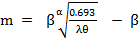 m = β α√(0.693/λθ) − β